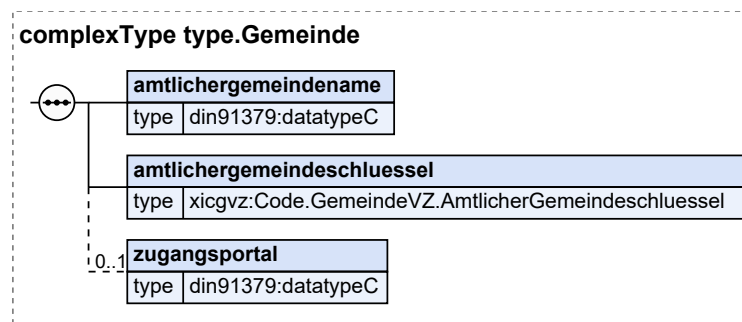 complexType type.Gemeinde
amtlichergemeindename
type din91379:datatypeC
amtlichergemeindeschluessel
type xicgvz:Code.GemeindeVZ.AmtlicherGemeindeschluessel
0..1 zugangsportal
type din91379:datatypeC